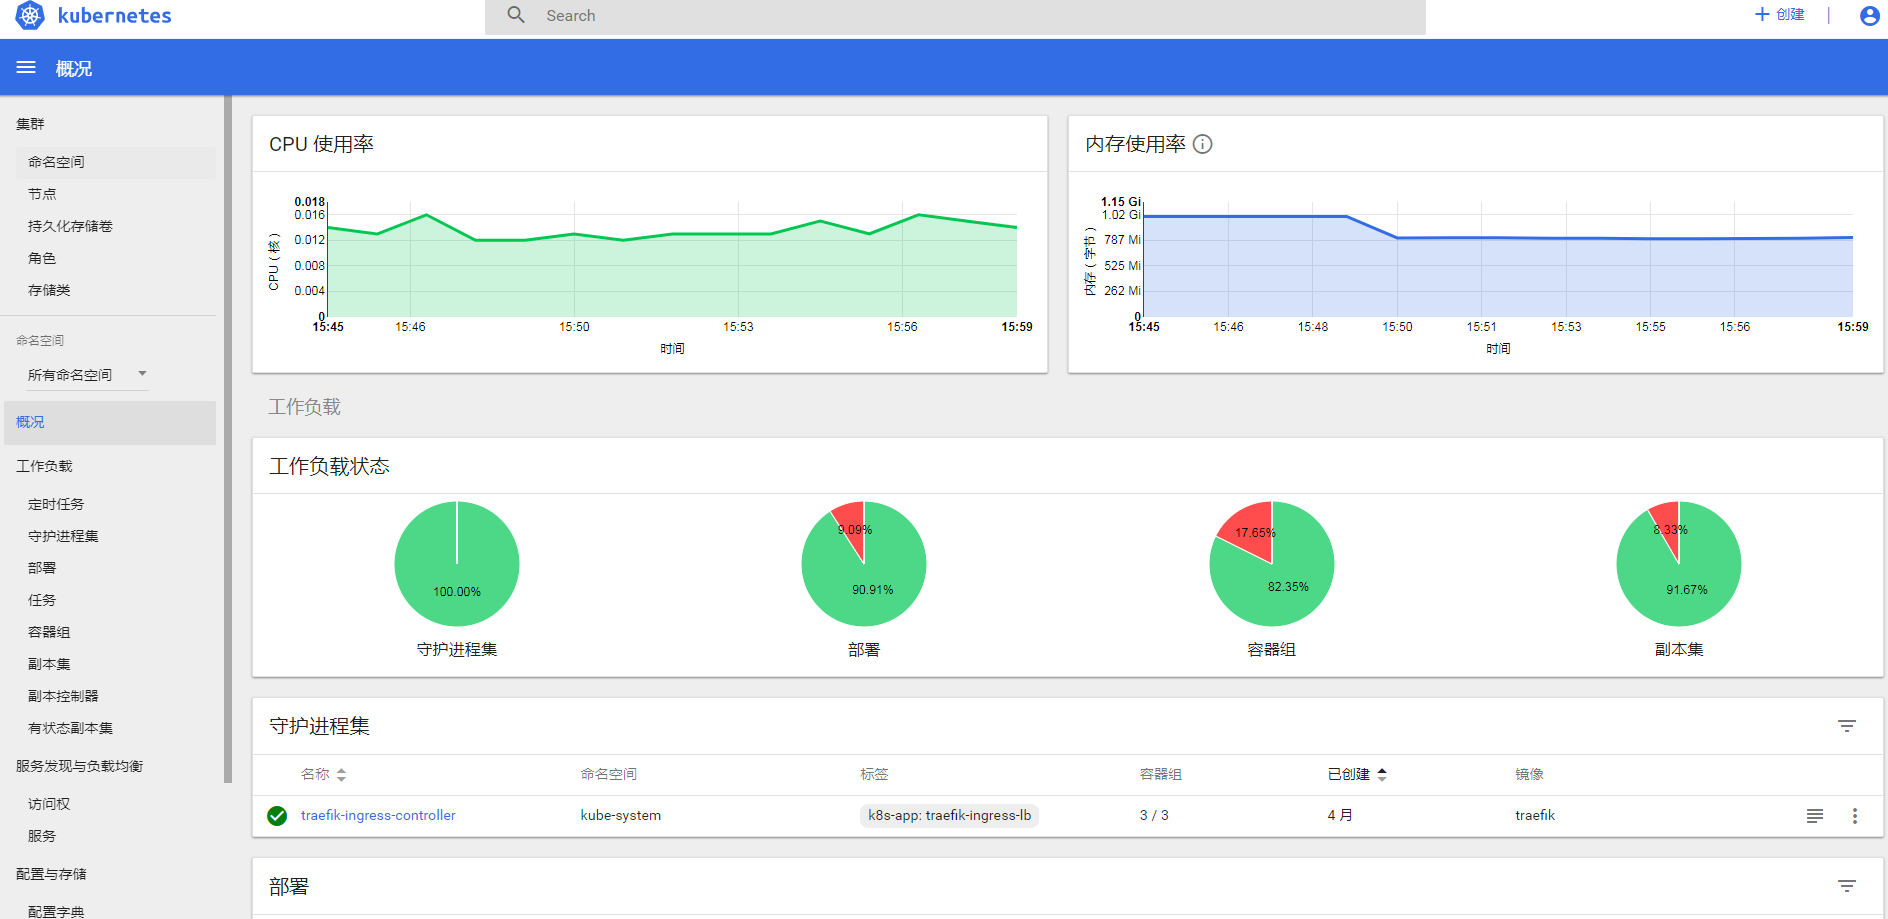 kubernetes
Search
创建
概况
集群
命名空间
节点
持久化存储卷
角色
存储类
命名空间
所有命名空间
概况
工作负载
定时任务
守护进程集
部署
任务
容器组
副本集
副本控制器
有状态副本集
服务发现与负载均衡
访问权
服务
配置与存储
配置字典
CPU 使用率
CPU（核）
0.018
0.016
0.012
0.008
0.004
0
15:45 15:46 15:50 15:53 15:56 15:59
时间
内存使用率
内存（字节）
1.15 Gi
1.02 Gi
787 Mi
525 Mi
262 Mi
0
15:45 15:46 15:48 15:50 15:51 15:53 15:55 15:56 15:59
时间
工作负载
工作负载状态
100.00%
守护进程集
9.09%
90.91%
部署
17.65%
82.35%
容器组
8.33%
91.67%
副本集
守护进程集
名称 命名空间 标签 容器组 已创建 镜像
traefik-ingress-controller kube-system k8s-app: traefik-ingress-lb 3 / 3 4 月 traefik
部署